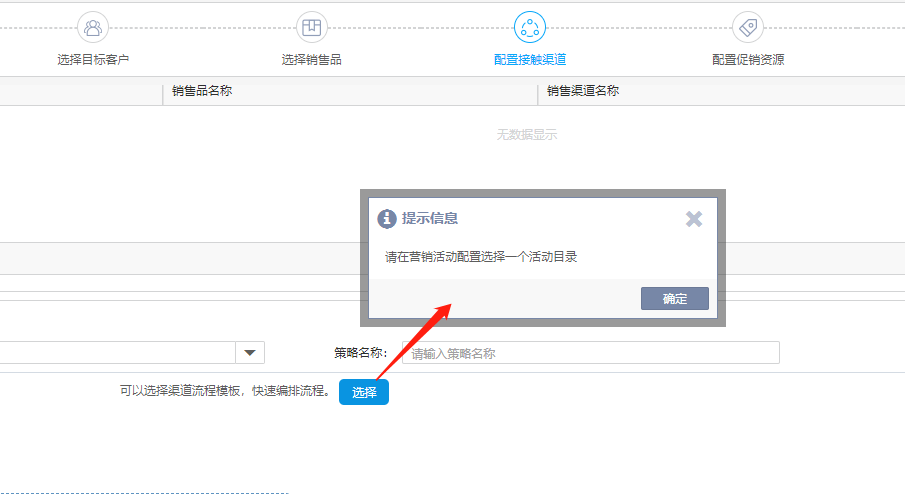 选择目标客户
选择销售品
配置接触渠道
配置促销资源
销售品名称
销售渠道名称
无数据显示
提示信息
请在营销活动配置选择一个活动目录
确定
策略名称:
请输入策略名称
可以选择渠道流程模板，快速编排流程。
选择